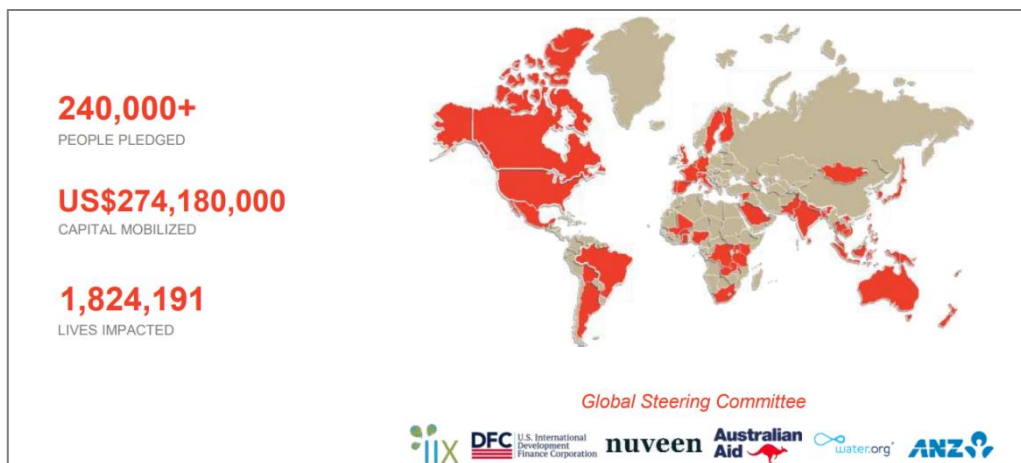 240,000+
PEOPLE PLEDGED
US$274,180,000
CAPITAL MOBILIZED
1,824,191
LIVES IMPACTED
Global Steering Committee
iix
DFC U.S. International
Development
Finance Corporation
nuveen
Australian
Aid
water.org
ANZ